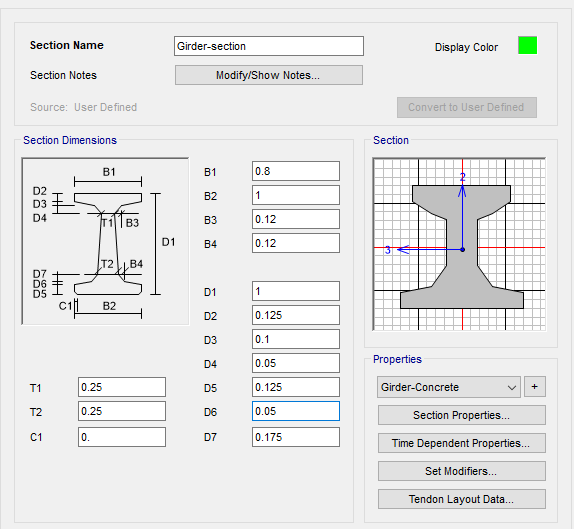 Section Name Girder-section Display Color
Section Notes Modify/Show Notes...
Source: User Defined Convert to User Defined
Section Dimensions
B1
D2
D3
D4
T1 B3
D1
T2 B4
D7
D6
D5
C1 B2
B1 0.8
B2 1
B3 0.12
B4 0.12
D1 1
D2 0.125
D3 0.1
D4 0.05
T1 0.25 D5 0.125
T2 0.25 D6 0.05
C1 0. D7 0.175
Section
2
3
Properties
Girder-Concrete +
Section Properties...
Time Dependent Properties...
Set Modifiers...
Tendon Layout Data...